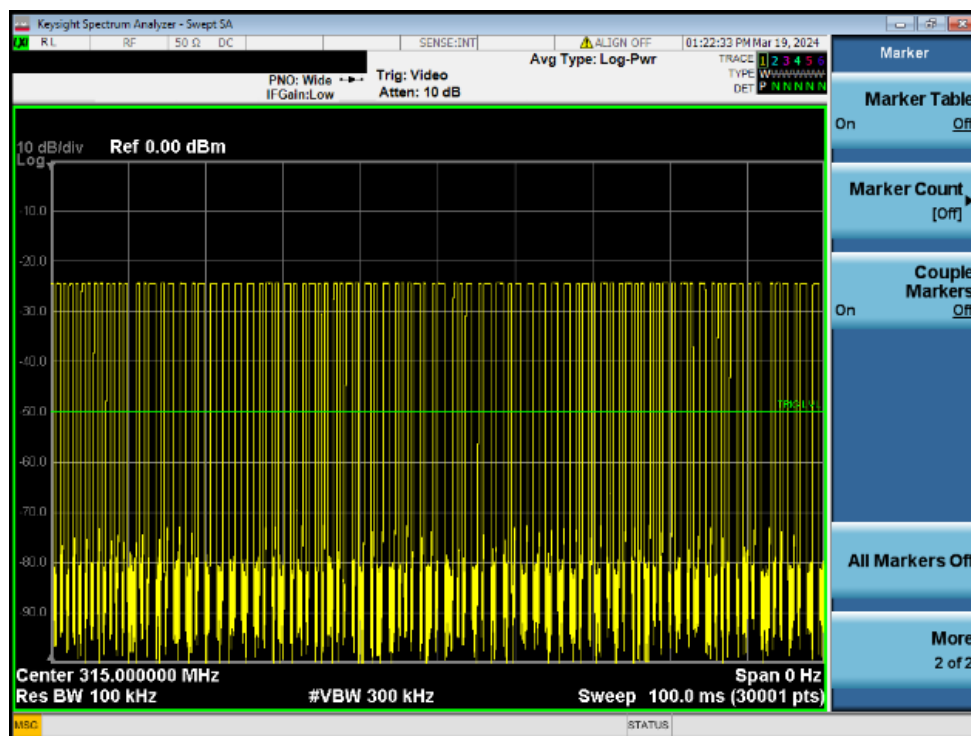 Keysight Spectrum Analyzer - Swept SA
LXI RL RF 50 Ω DC SENSE:INT ALIGN OFF 01:22:33 PM Mar 19, 2024
Marker
Avg Type: Log-Pwr
TRACE 1 2 3 4 5 6
PNO: Wide Trig: Video
TYPE WWWWWW
IFGain:Low Atten: 10 dB
DET P N N N N N
Marker Table
On Off
10 dB/div Ref 0.00 dBm
Log
Marker Count
[Off]
-10.0
-20.0
Couple
Markers
On Off
-30.0
-40.0
-50.0
TRIG LVL
-60.0
-70.0
-80.0
All Markers Off
-90.0
More
2 of 2
Center 315.000000 MHz Span 0 Hz
Res BW 100 kHz #VBW 300 kHz Sweep 100.0 ms (30001 pts)
MSG STATUS